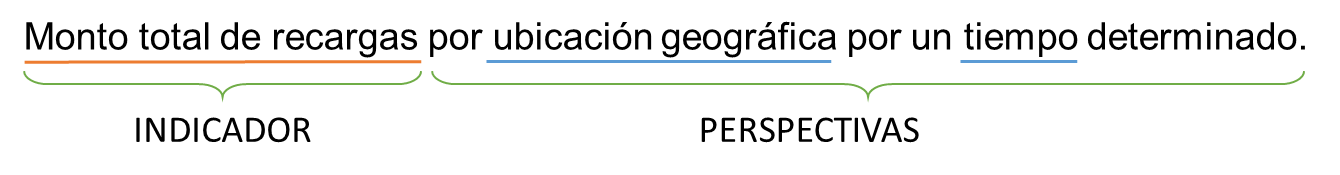 Monto total de recargas por ubicación geográfica por un tiempo determinado.
INDICADOR PERSPECTIVAS